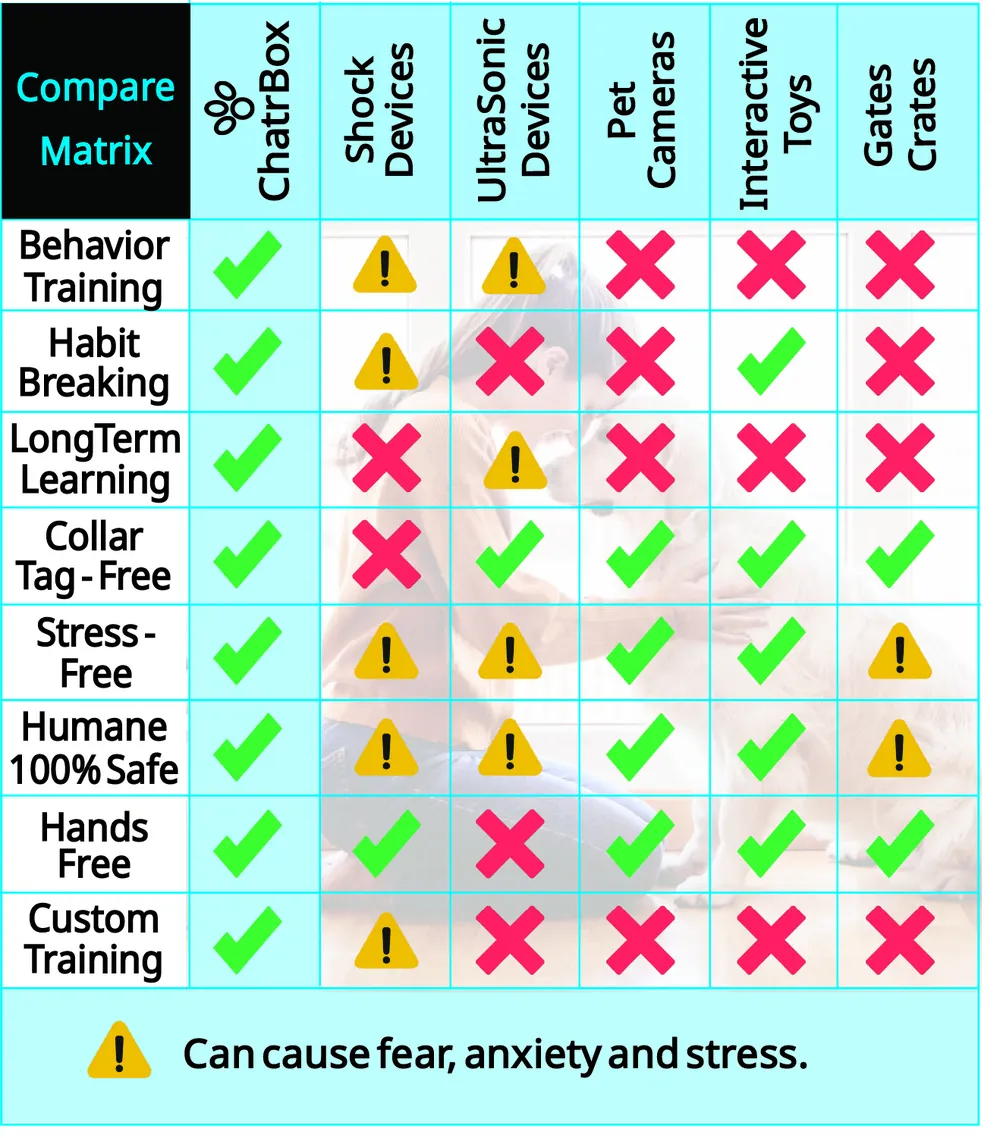 Compare
Matrix
ChatrBox
Shock
Devices
UltraSonic
Devices
Pet
Cameras
Interactive
Toys
Gates
Crates
Behavior
Training
Habit
Breaking
LongTerm
Learning
Collar
Tag-Free
Stress-
Free
Humane
100% Safe
Hands
Free
Custom
Training
Can cause fear, anxiety and stress.